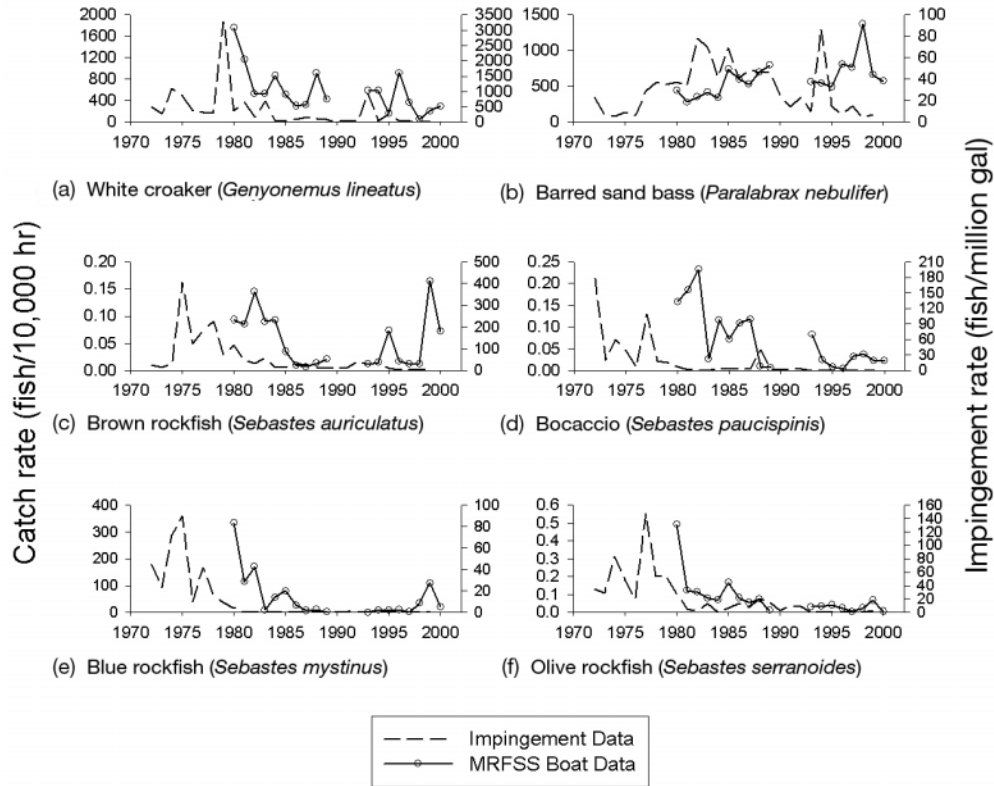 Catch rate (fish/10,000 hr)
Impingement rate (fish/million gal)
2000 1600 1200 800 400 0
3500 3000 2500 2000 1500 1000 500 0
1970 1975 1980 1985 1990 1995 2000
(a) White croaker (Genyonemus lineatus)
1500 1000 500 0
100 80 60 40 20 0
1970 1975 1980 1985 1990 1995 2000
(b) Barred sand bass (Paralabrax nebulifer)
0.20 0.15 0.10 0.05 0.00
500 400 300 200 100 0
1970 1975 1980 1985 1990 1995 2000
(c) Brown rockfish (Sebastes auriculatus)
0.25 0.20 0.15 0.10 0.05 0.00
210 180 150 120 90 60 30 0
1970 1975 1980 1985 1990 1995 2000
(d) Bocaccio (Sebastes paucispinis)
400 300 200 100 0
100 80 60 40 20 0
1970 1975 1980 1985 1990 1995 2000
(e) Blue rockfish (Sebastes mystinus)
0.6 0.5 0.4 0.3 0.2 0.1 0.0
160 140 120 100 80 60 40 20 0
1970 1975 1980 1985 1990 1995 2000
(f) Olive rockfish (Sebastes serranoides)
Impingement Data
MRFSS Boat Data